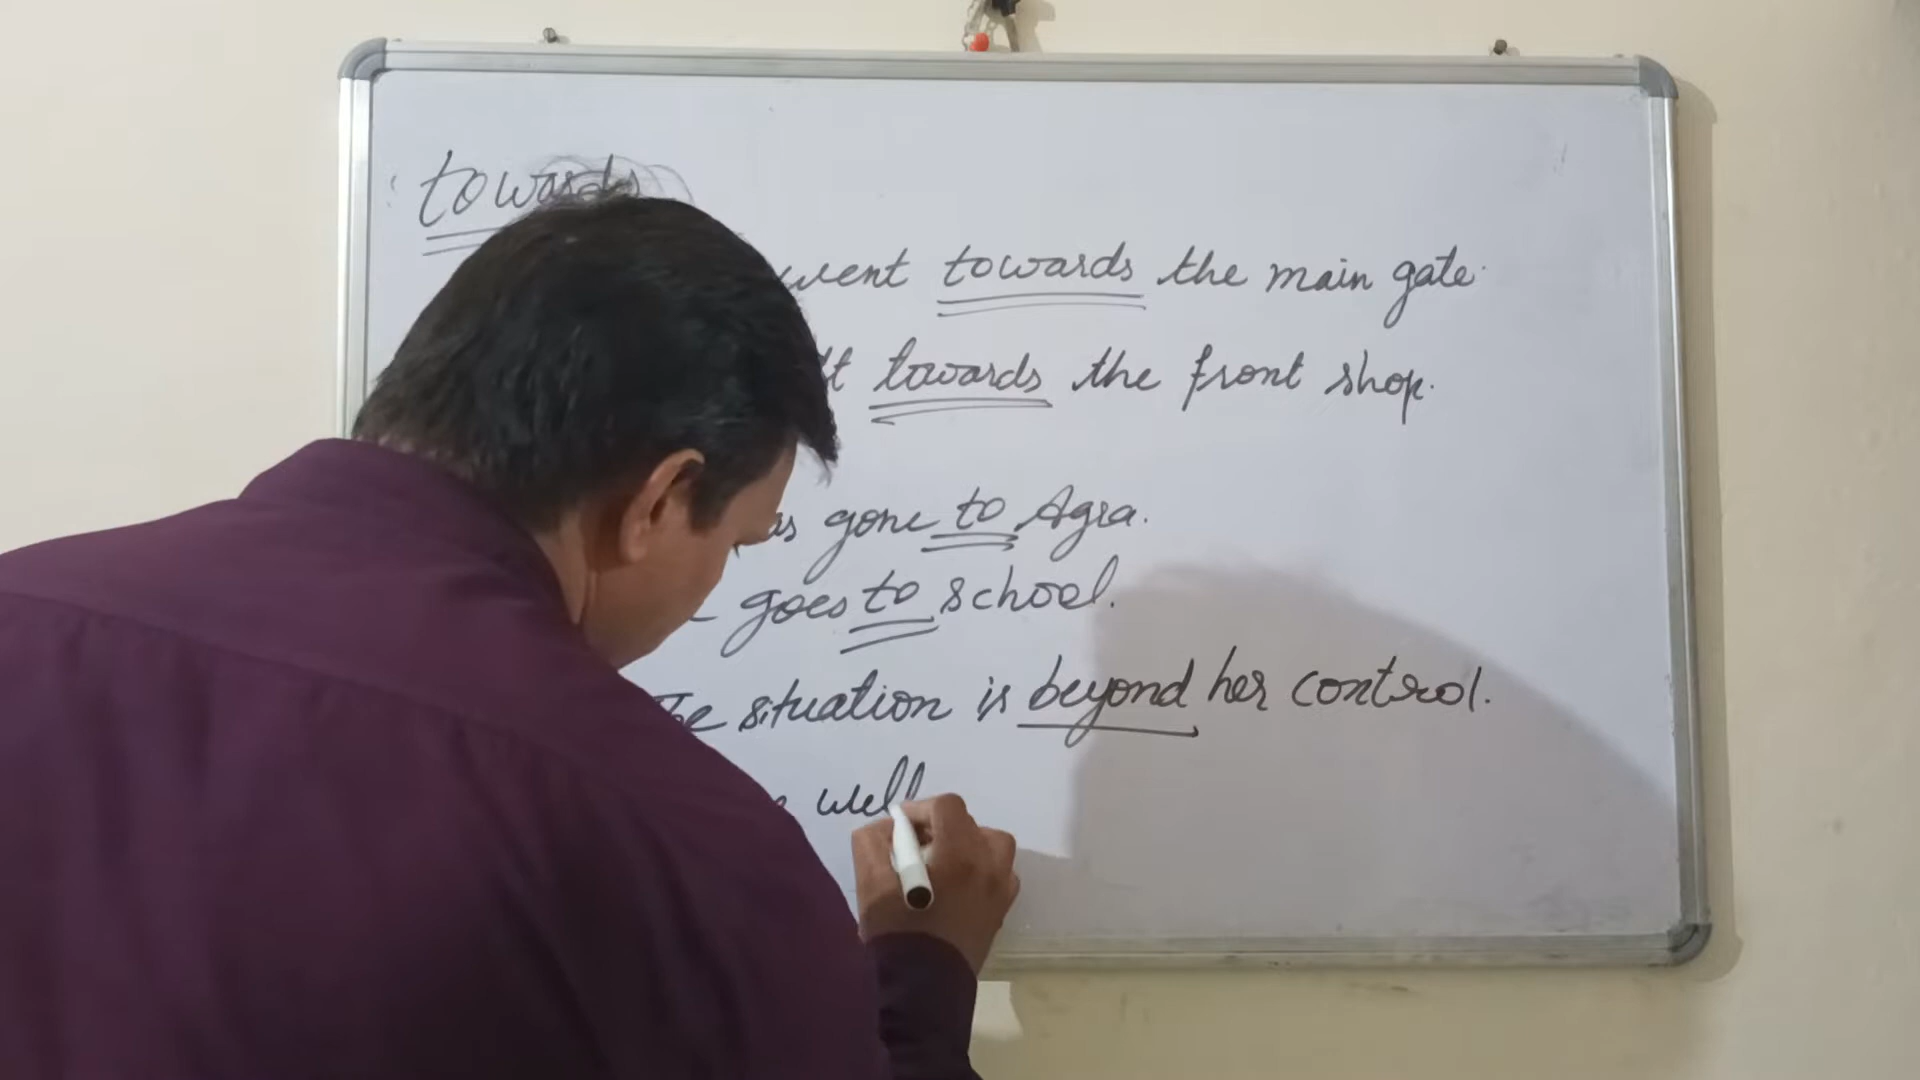 towards
went towards the main gate.
towards the front shop.
gone to Agra.
goes to school.
The situation is beyond her control.
well